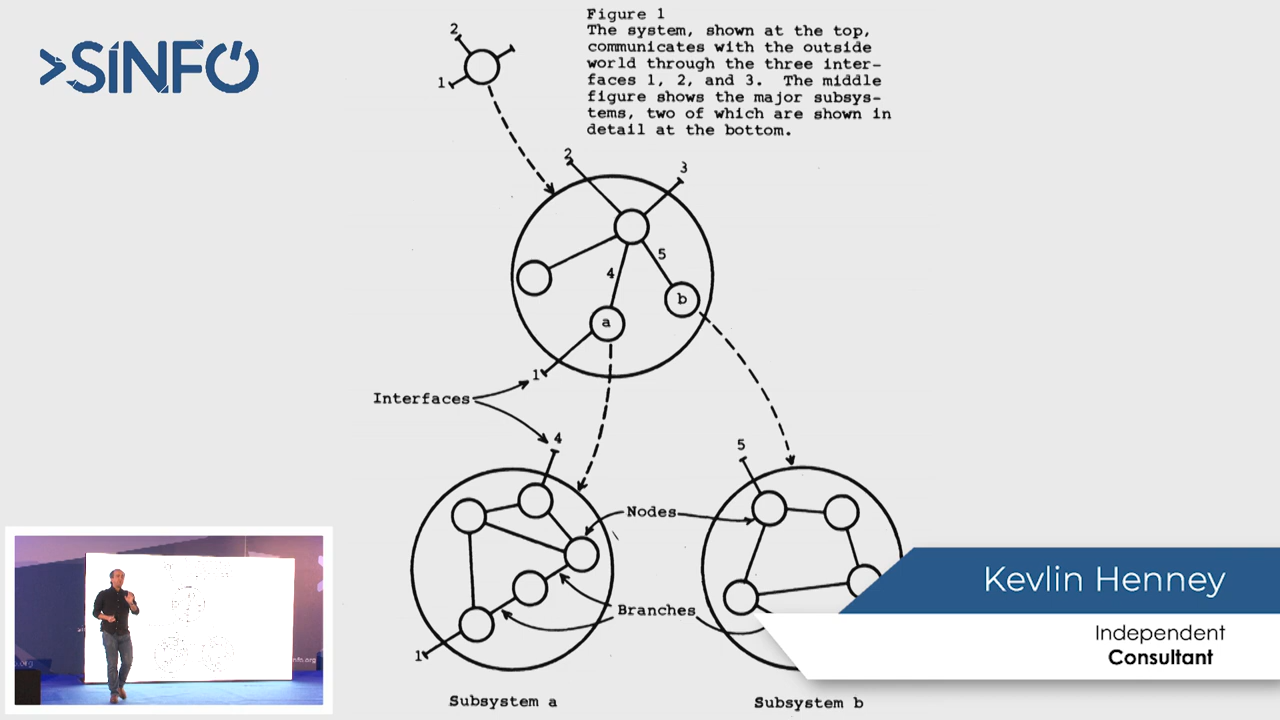 >SINFO
Figure 1
The system, shown at the top,
communicates with the outside
world through the three inter-
faces 1, 2, and 3. The middle
figure shows the major subsys-
tems, two of which are shown in
detail at the bottom.
2
1
2
3
5
4
b
a
1
Interfaces
4
5
Nodes
Branches
1
Subsystem a
Subsystem b
Kevlin Henney
Independent
Consultant